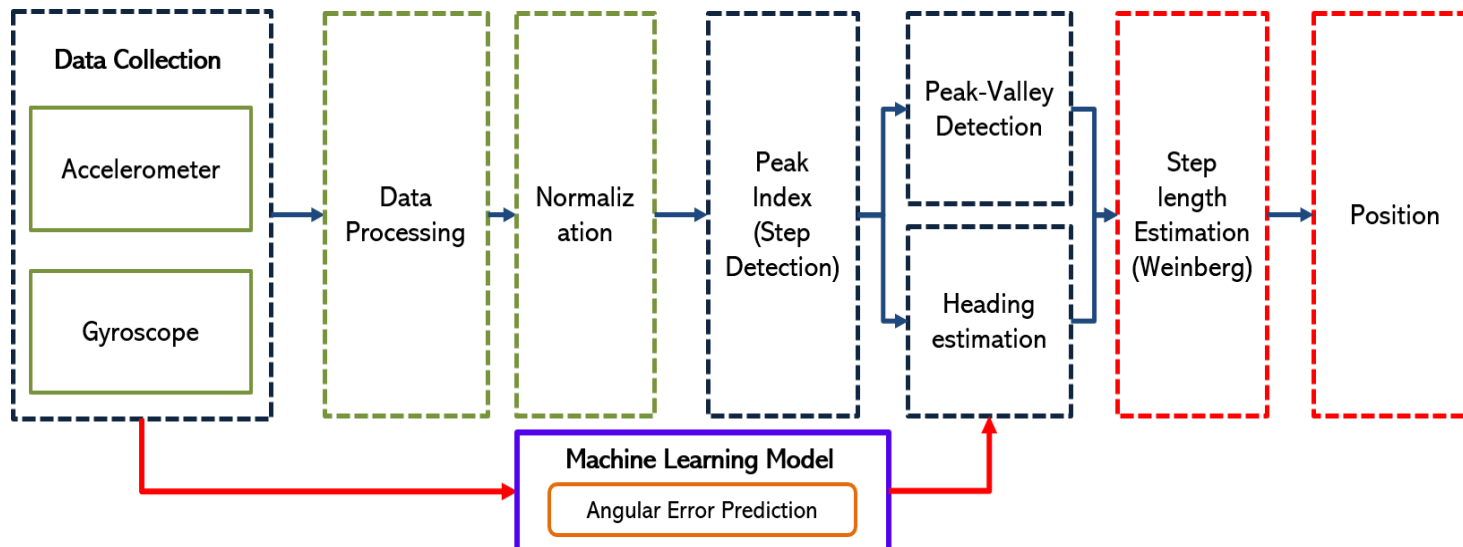 Data Collection
Accelerometer
Gyroscope
Data
Processing
Normaliz
ation
Peak
Index
(Step
Detection)
Peak-Valley
Detection
Heading
estimation
Step
length
Estimation
(Weinberg)
Position
Machine Learning Model
Angular Error Prediction